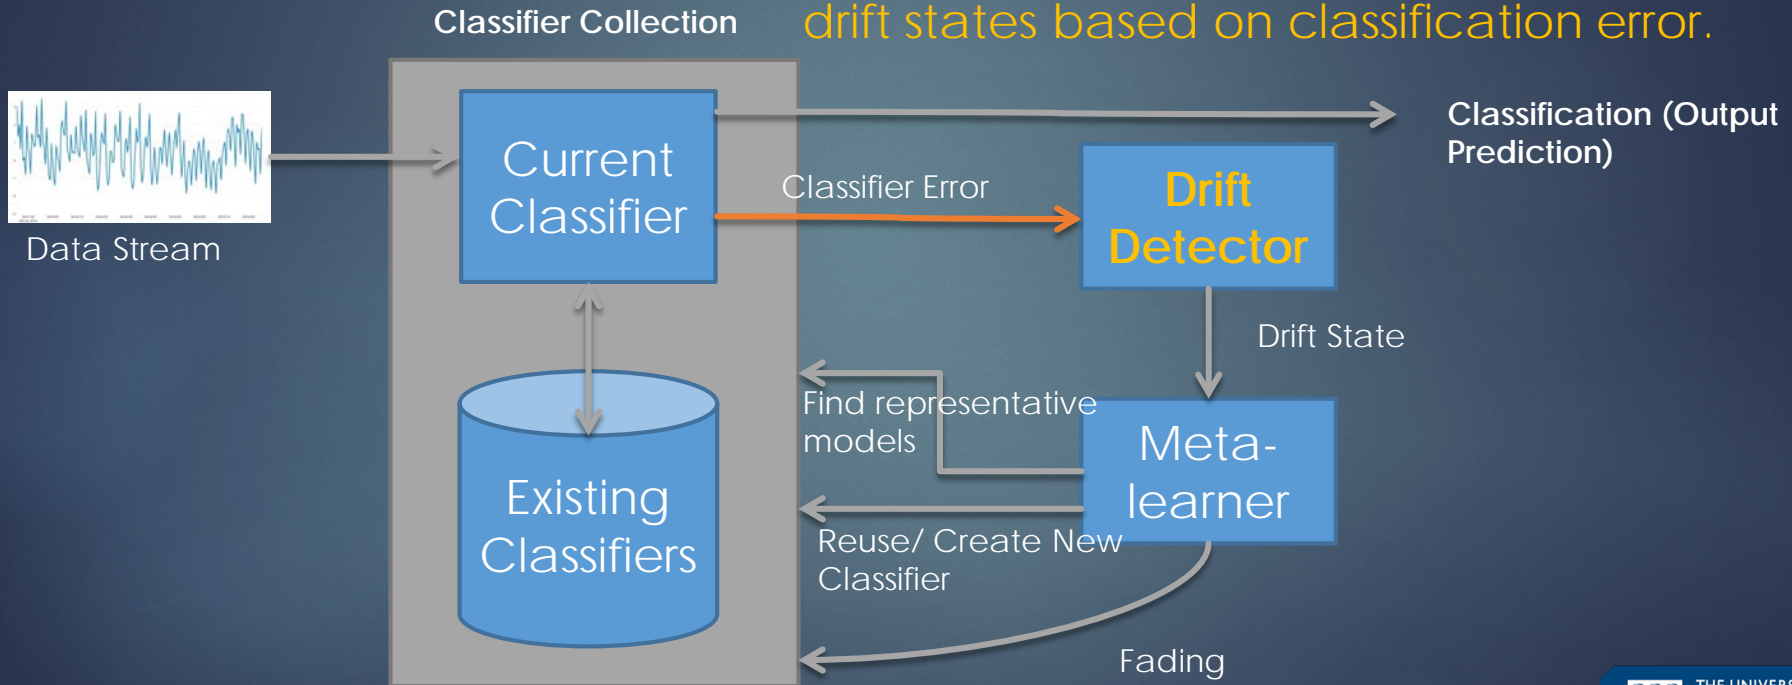 Classifier Collection
drift states based on classification error.
Current
Classifier
Classification (Output
Prediction)
Classifier Error
Drift
Detector
Data Stream
Drift State
Find representative
models
Meta-
learner
Existing
Classifiers
Reuse/ Create New
Classifier
Fading